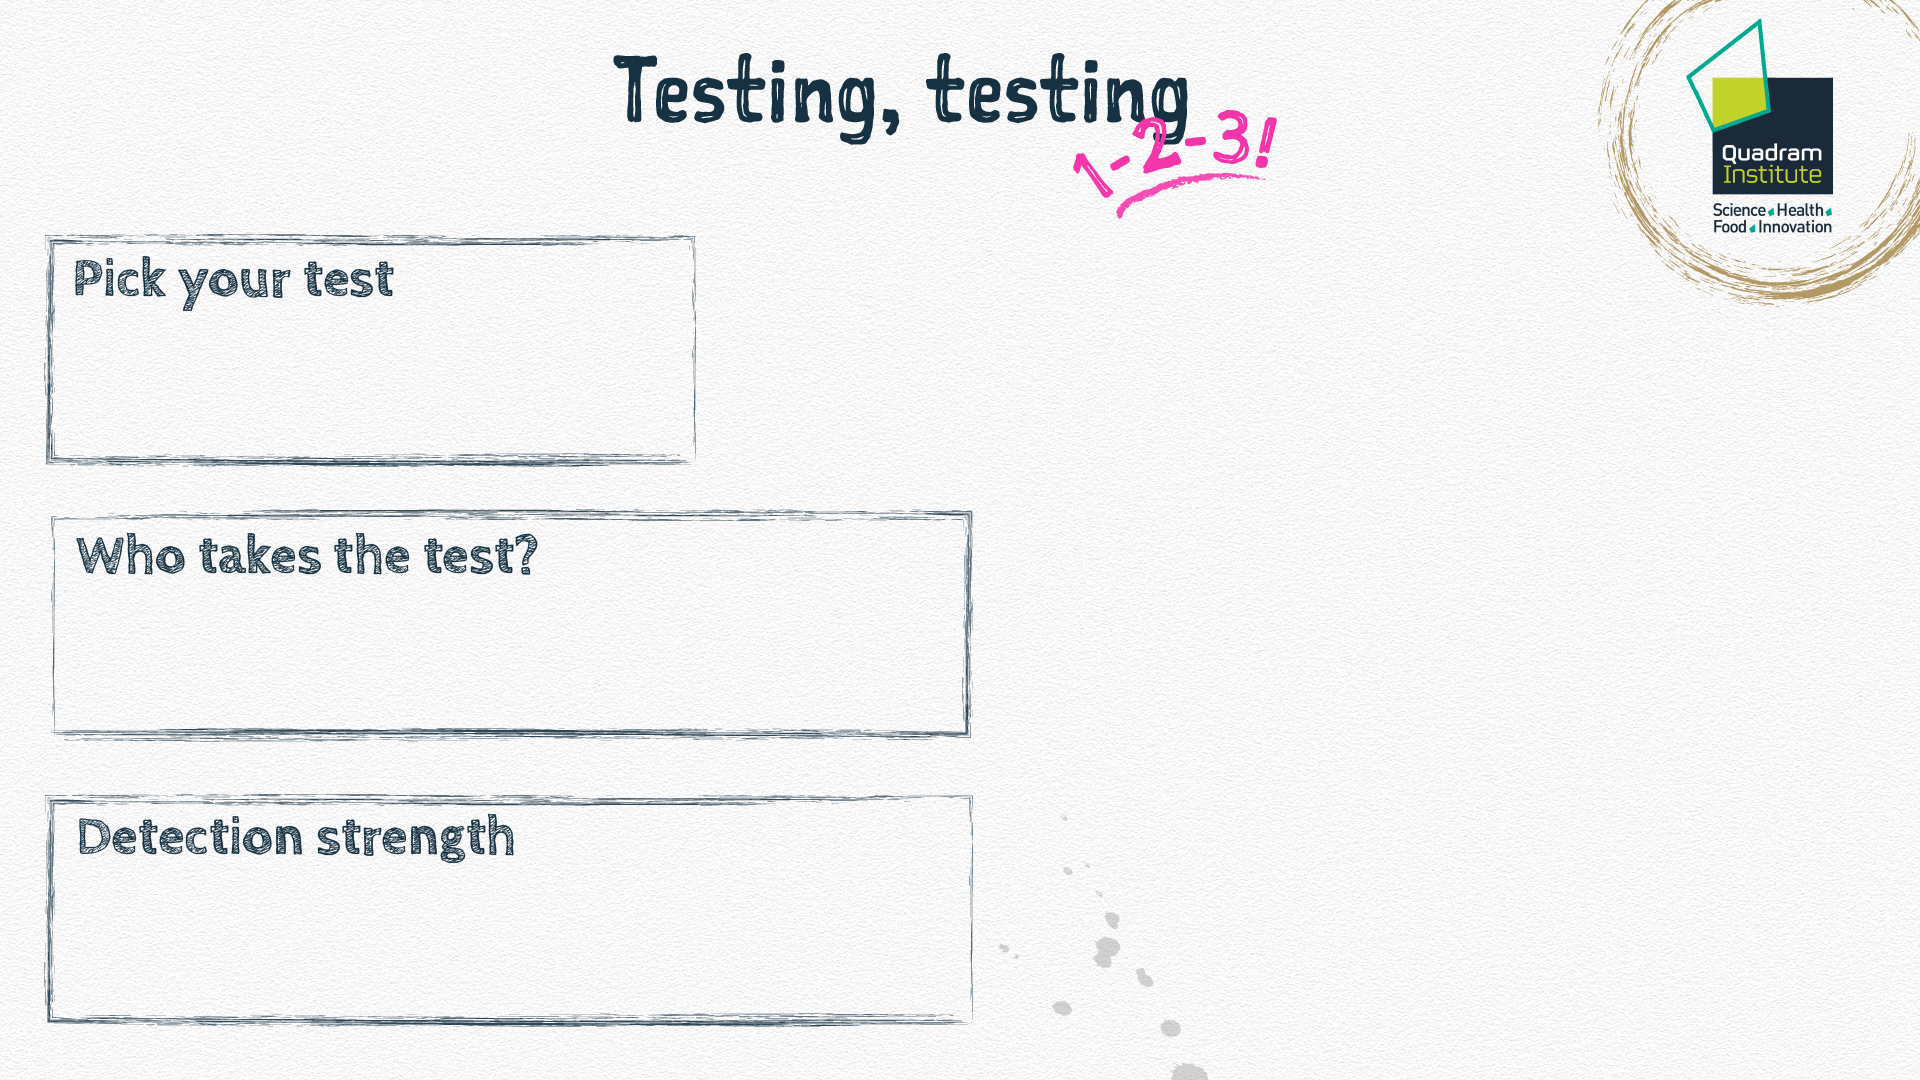 Testing, testing
1-2-3!
Quadram
Institute
Science Health
Food Innovation
Pick your test
Who takes the test?
Detection strength